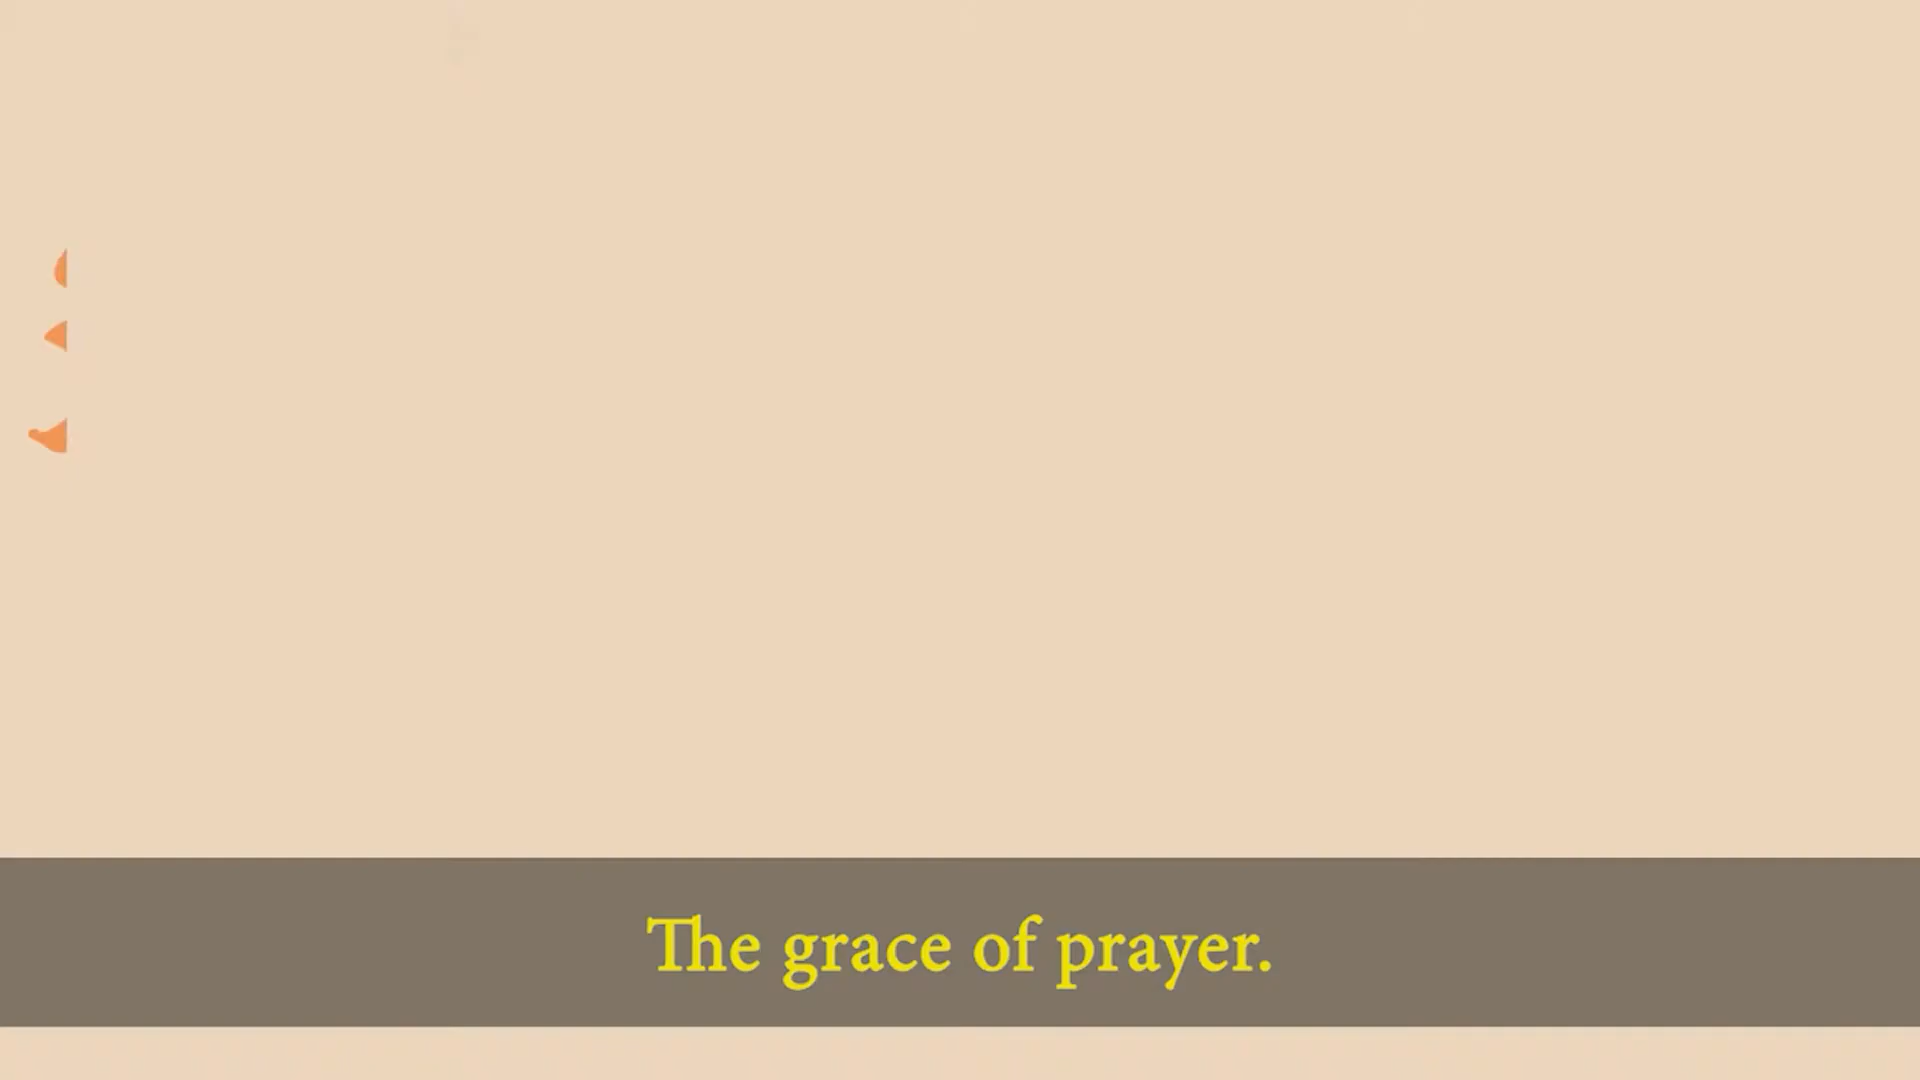 The grace of prayer.